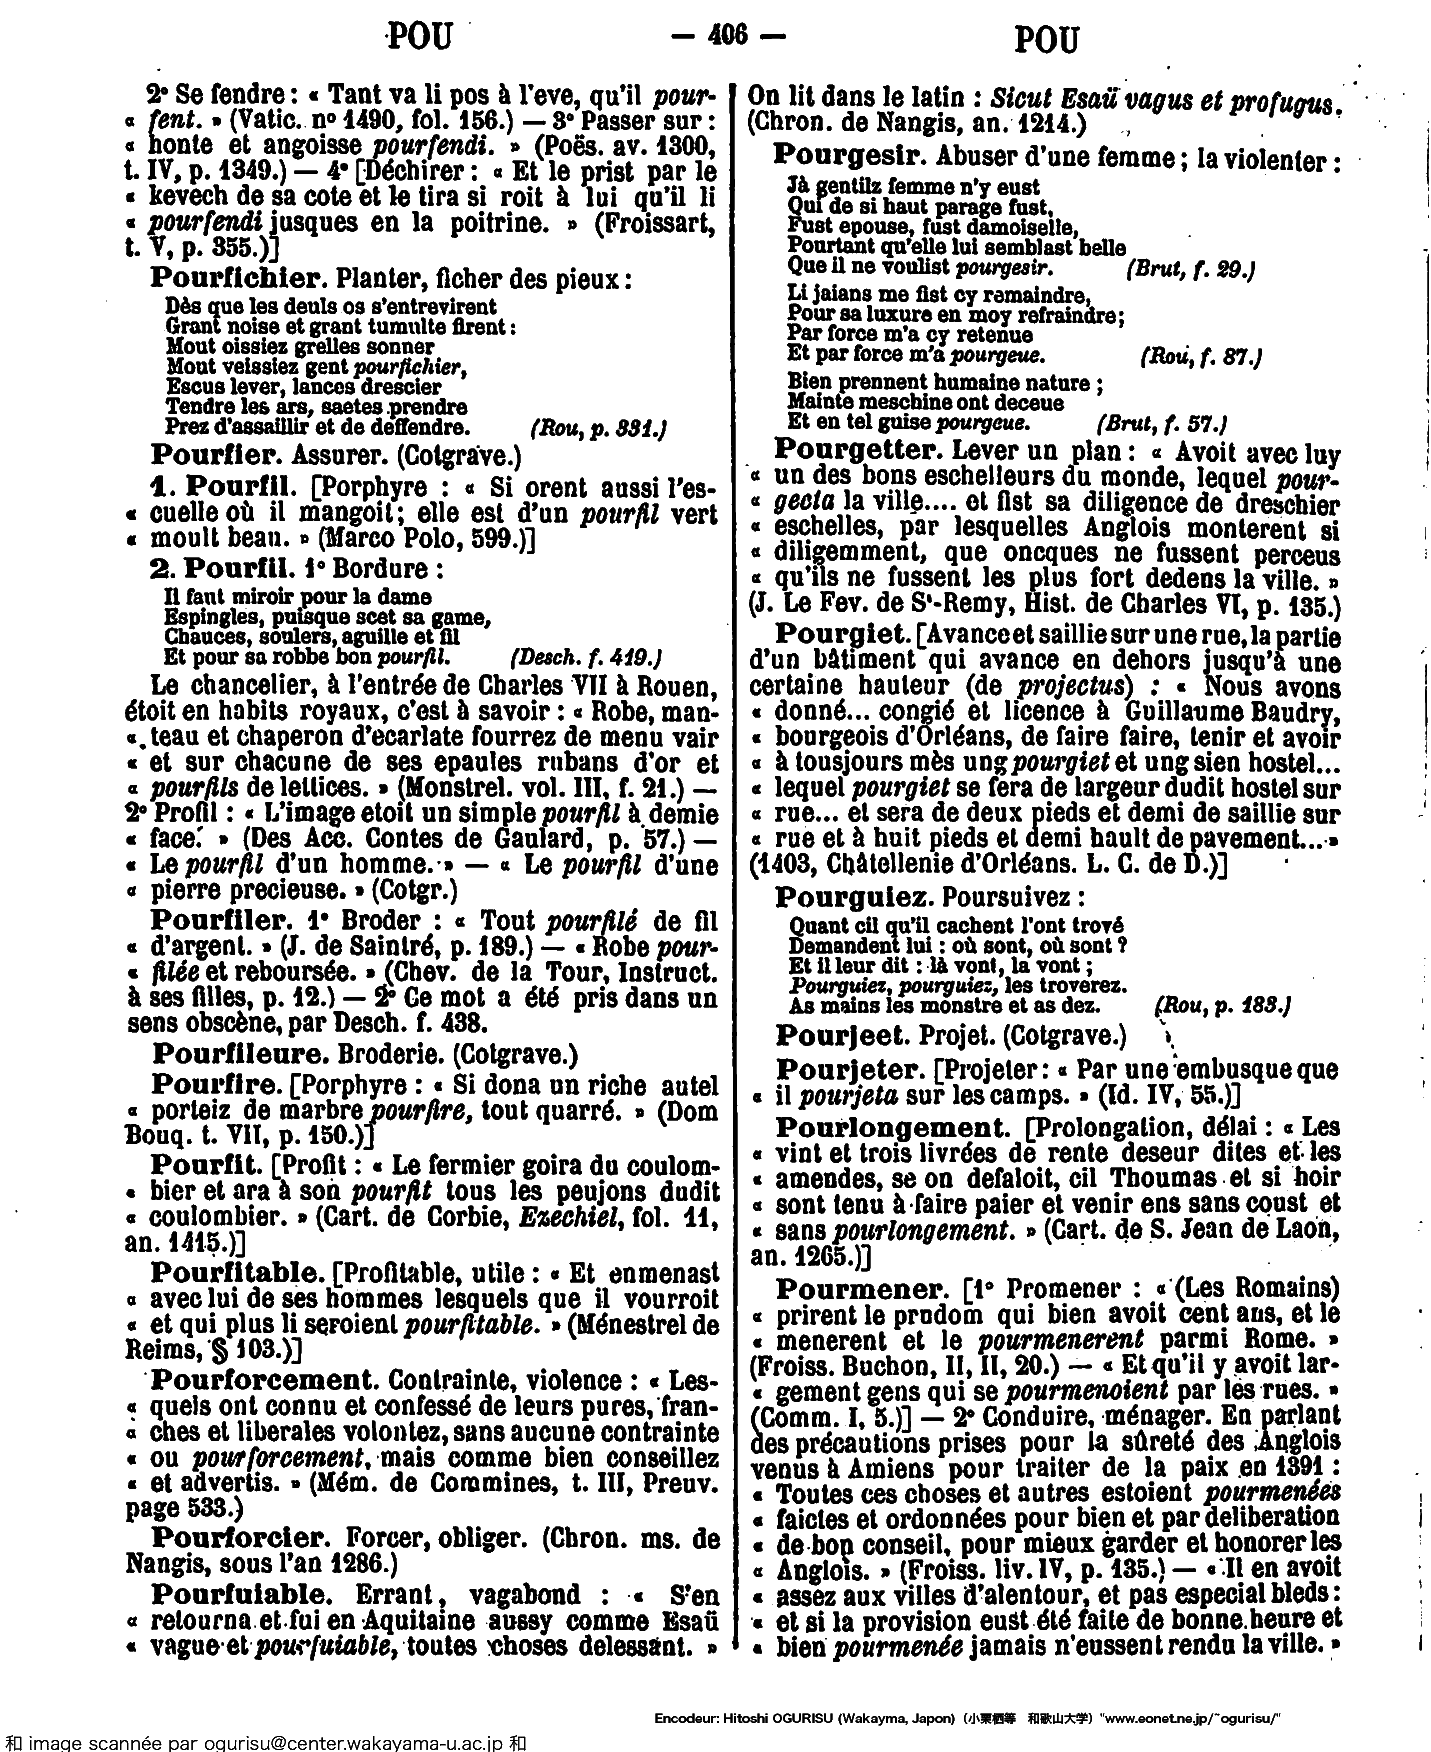 POU — 406 — POU
2° Se fendre : « Tant va li pos à l'eve, qu'il pour-
« fent. » (Vatic. n° 1490, fol. 156.) — 3° Passer sur :
« honte et angoisse pourfendi. » (Poës. av. 1300,
t. IV, p. 1349.) — 4° [Déchirer : « Et le prist par le
« kevech de sa cote et le tira si roit à lui qu'il li
« pourfendi jusques en la poitrine. » (Froissart,
t. V, p. 355.)]
Pourfichier. Planter, ficher des pieux :
Dès que les deuls os s'entrevirent
Grant noise et grant tumulte firent :
Mout oissiez grelles sonner
Mout veissiez gent pourfichier,
Escus lever, lances drescier
Tendre les ars, saetes prendre
Prez d'assaillir et de deffendre. (Rou, p. 331.)
Pourfier. Assurer. (Cotgrave.)
1. Pourfil. [Porphyre : « Si orent aussi l'es-
« cuelle où il mangoit; elle est d'un pourfil vert
« moult beau. » (Marco Polo, 599.)]
2. Pourfil. 1° Bordure :
Il faut miroir pour la dame
Espingles, puisque scet sa game,
Chauces, soulers, aguille et fil
Et pour sa robbe bon pourfil. (Desch. f. 419.)
Le chancelier, à l'entrée de Charles VII à Rouen,
étoit en habits royaux, c'est à savoir : « Robe, man-
« teau et chaperon d'ecarlate fourrez de menu vair
« et sur chacune de ses epaules rubans d'or et
« pourfils de lettices. » (Monstrel. vol. III, f. 21.) —
2° Profil : « L'image etoit un simple pourfil à demie
« face. » (Des Acc. Contes de Gaulard, p. 57.) —
« Le pourfil d'un homme. » — « Le pourfil d'une
« pierre precieuse. » (Cotgr.)
Pourfiler. 1° Broder : « Tout pourfilé de fil
« d'argent. » (J. de Saintré, p. 189.) — « Robe pour-
« filée et reboursée. » (Chev. de la Tour, Instruct.
à ses filles, p. 12.) — 2° Ce mot a été pris dans un
sens obscène, par Desch. f. 438.
Pourfileure. Broderie. (Cotgrave.)
Pourfire. [Porphyre : « Si dona un riche autel
« porteiz de marbre pourfire, tout quarré. » (Dom
Bouq. t. VII, p. 150.)]
Pourfit. [Profit : « Le fermier goira du coulom-
« bier et ara à son pourfit tous les peujons dudit
« coulombier. » (Cart. de Corbie, Ezechiel, fol. 11,
an. 1415.)]
Pourfitable. [Profitable, utile : « Et enmenast
« avec lui de ses hommes lesquels que il vourroit
« et qui plus li seroient pourfitable. » (Ménestrel de
Reims, § 103.)]
Pourforcement. Contrainte, violence : « Les-
« quels ont connu et confessé de leurs pures, fran-
« ches et liberales volontez, sans aucune contrainte
« ou pourforcement, mais comme bien conseillez
« et advertis. » (Mém. de Commines, t. III, Preuv.
page 533.)
Pourforcier. Forcer, obliger. (Chron. ms. de
Nangis, sous l'an 1286.)
Pourfuiable. Errant, vagabond : « S'en
« retourna et fui en Aquitaine aussy comme Esaü
« vague et pourfuiable, toutes choses delessant. »
On lit dans le latin : Sicut Esaü vagus et profugus.
(Chron. de Nangis, an. 1214.)
Pourgesir. Abuser d'une femme ; la violenter :
Jà gentilz femme n'y eust
Qui de si haut parage fust,
Fust epouse, fust damoiselle,
Pourtant qu'elle lui semblast belle
Que il ne voulist pourgesir. (Brut, f. 29.)
Li jaians me fist cy remaindre,
Pour sa luxure en moy refraindre;
Par force m'a cy retenue
Et par force m'a pourgeue. (Rou, f. 87.)
Bien prennent humaine nature ;
Mainte meschine ont deceue
Et en tel guise pourgeue. (Brut, f. 57.)
Pourgetter. Lever un plan : « Avoit avec luy
« un des bons eschelleurs du monde, lequel pour-
« gecta la ville.... et fist sa diligence de dreschier
« eschelles, par lesquelles Anglois monterent si
« diligemment, que oncques ne fussent perceus
« qu'ils ne fussent les plus fort dedens la ville. »
(J. Le Fev. de St-Remy, Hist. de Charles VI, p. 135.)
Pourgiet. [Avance et saillie sur une rue, la partie
d'un bâtiment qui avance en dehors jusqu'à une
certaine hauteur (de projectus) : « Nous avons
« donné... congié et licence à Guillaume Baudry,
« bourgeois d'Orléans, de faire faire, tenir et avoir
« à tousjours mès ung pourgiet et ung sien hostel...
« lequel pourgiet se fera de largeur dudit hostel sur
« rue... et sera de deux pieds et demi de saillie sur
« rue et à huit pieds et demi hault de pavement... »
(1403, Châtellenie d'Orléans. L. C. de D.)]
Pourguiez. Poursuivez :
Quant cil qu'il cachent l'ont trové
Demandent lui : où sont, où sont ?
Et il leur dit : là vont, la vont ;
Pourguiez, pourguiez, les troverez.
As mains les monstre et as dez. (Rou, p. 183.)
Pourjeet. Projet. (Cotgrave.)
Pourjeter. [Projeter : « Par une embusque que
« il pourjeta sur les camps. » (Id. IV, 55.)]
Pourlongement. [Prolongation, délai : « Les
« vint et trois livrées de rente deseur dites et les
« amendes, se on defaloit, cil Thoumas et si hoir
« sont tenu à faire paier et venir ens sans coust et
« sans pourlongement. » (Cart. de S. Jean de Laon,
an. 1265.)]
Pourmener. [1° Promener : « (Les Romains)
« prirent le prudom qui bien avoit cent ans, et le
« menerent et le pourmenerent parmi Rome. »
(Froiss. Buchon, II, II, 20.) — « Et qu'il y avoit lar-
« gement gens qui se pourmenoient par les rues. »
(Comm. I, 5.)] — 2° Conduire, ménager. En parlant
des précautions prises pour la sûreté des Anglois
venus à Amiens pour traiter de la paix en 1391 :
« Toutes ces choses et autres estoient pourmenées
« faictes et ordonnées pour bien et par deliberation
« de bon conseil, pour mieux garder et honorer les
« Anglois. » (Froiss. liv. IV, p. 135.) — « Il en avoit
« assez aux villes d'alentour, et pas especial bleds :
« et si la provision eust été faite de bonne heure et
« bien pourmenée jamais n'eussent rendu la ville. »
Encodeur: Hitoshi OGURISU (Wakayma, Japon) (小栗栖等 和歌山大学) "www.eonet.ne.jp/~ogurisu/"
和 image scannée par ogurisu@center.wakayama-u.ac.jp 和